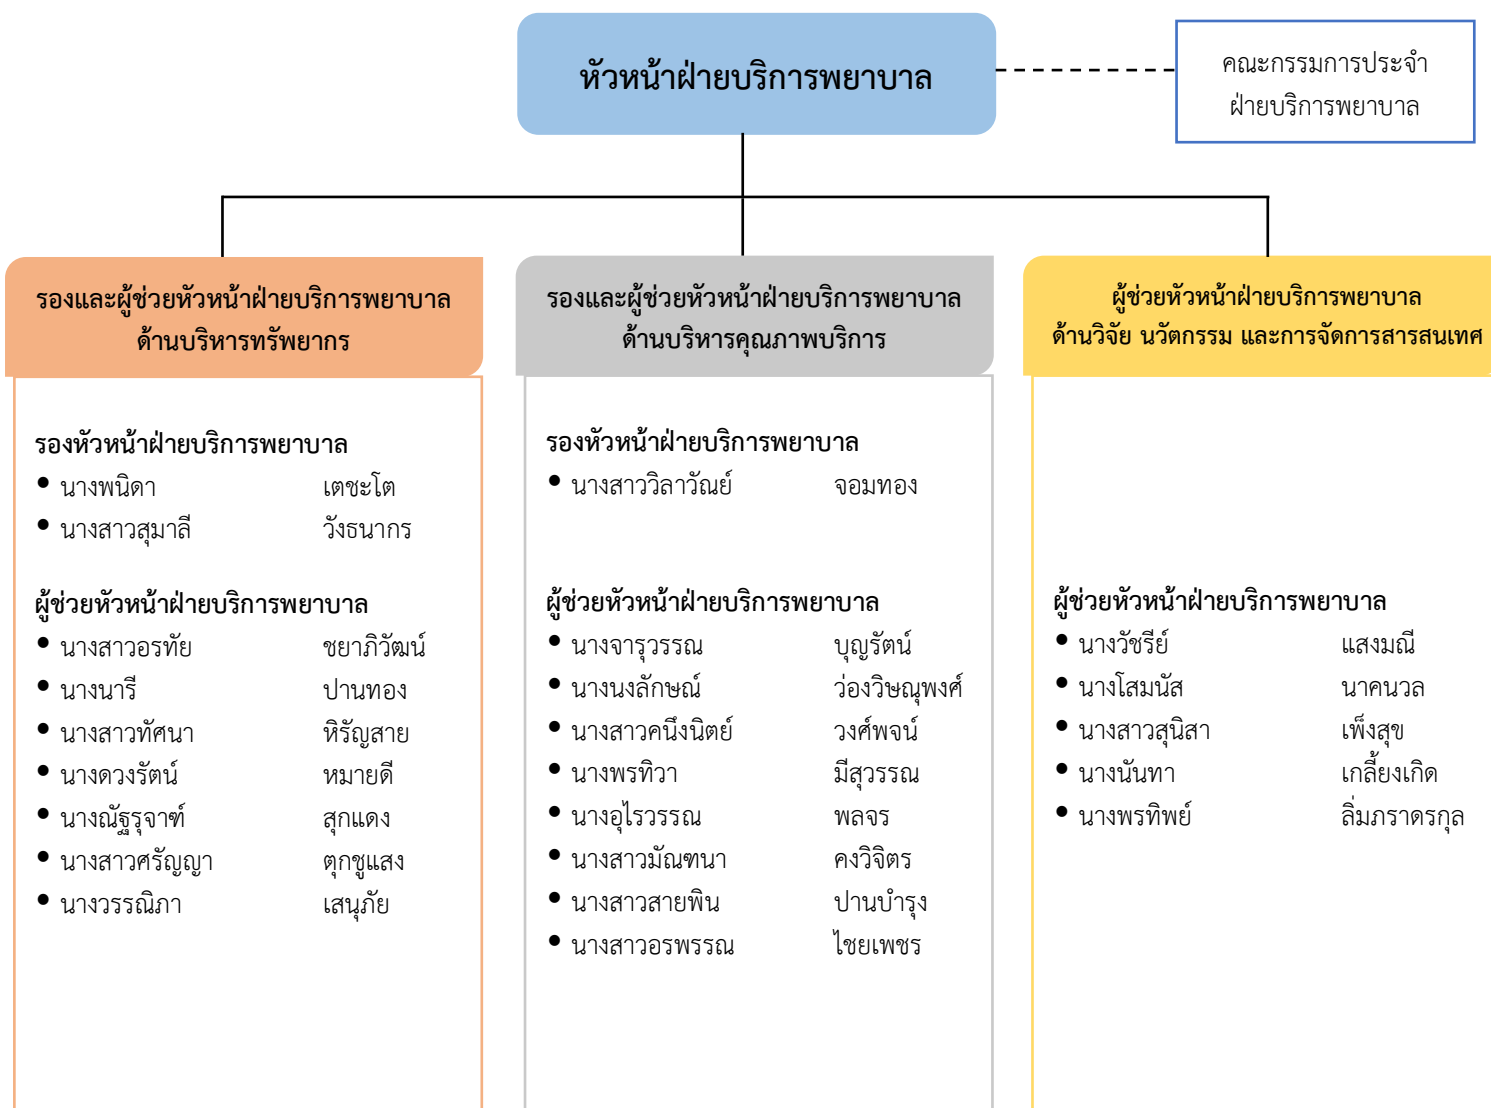 หัวหน้าฝ่ายบริการพยาบาล
คณะกรรมการประจำ
ฝ่ายบริการพยาบาล
รองและผู้ช่วยหัวหน้าฝ่ายบริการพยาบาล
ด้านบริหารทรัพยากร
รองหัวหน้าฝ่ายบริการพยาบาล
• นางพนิดา เตชะโต
• นางสาวสุมาลี วังธนากร
ผู้ช่วยหัวหน้าฝ่ายบริการพยาบาล
• นางสาวอรทัย ชยาภิวัฒน์
• นางนารี ปานทอง
• นางสาวทัศนา หิรัญสาย
• นางดวงรัตน์ หมายดี
• นางณัฐรุจาฑ์ สุกแดง
• นางสาวศรัญญา ตุกชูแสง
• นางวรรณิภา เสนุภัย
รองและผู้ช่วยหัวหน้าฝ่ายบริการพยาบาล
ด้านบริหารคุณภาพบริการ
รองหัวหน้าฝ่ายบริการพยาบาล
• นางสาววิลาวัณย์ จอมทอง
ผู้ช่วยหัวหน้าฝ่ายบริการพยาบาล
• นางจารุวรรณ บุญรัตน์
• นางนงลักษณ์ ว่องวิษณุพงศ์
• นางสาวคนึงนิตย์ วงศ์พจน์
• นางพรทิวา มีสุวรรณ
• นางอุไรวรรณ พลจร
• นางสาวมัณฑนา คงวิจิตร
• นางสาวสายพิน ปานบำรุง
• นางสาวอรพรรณ ไชยเพชร
ผู้ช่วยหัวหน้าฝ่ายบริการพยาบาล
ด้านวิจัย นวัตกรรม และการจัดการสารสนเทศ
ผู้ช่วยหัวหน้าฝ่ายบริการพยาบาล
• นางวัชรีย์ แสงมณี
• นางโสมนัส นาคนวล
• นางสาวสุนิสา เพ็งสุข
• นางนันทา เกลี้ยงเกิด
• นางพรทิพย์ ลิ่มภราดรกุล